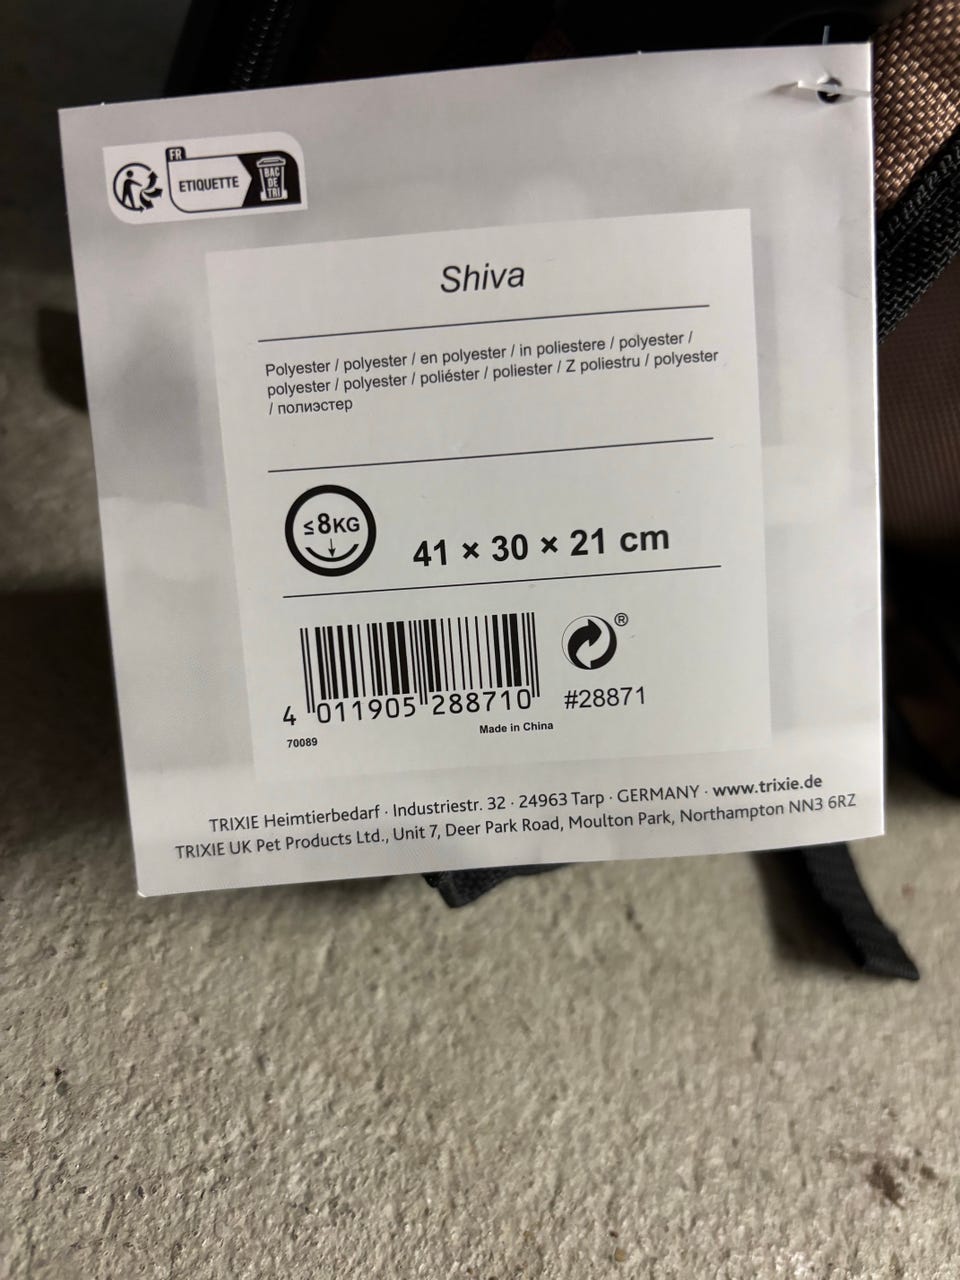 FR
ETIQUETTE
BAC
DE
TRI
Shiva
Polyester / polyester / en polyester / in poliestere / polyester /
polyester / polyester / poliéster / poliester / Z poliestru / polyester
/ полиэстер
≤8KG
41 × 30 × 21 cm
4 011905 288710
#28871
®
70089
Made in China
TRIXIE Heimtierbedarf · Industriestr. 32 · 24963 Tarp · GERMANY · www.trixie.de
TRIXIE UK Pet Products Ltd., Unit 7, Deer Park Road, Moulton Park, Northampton NN3 6RZ